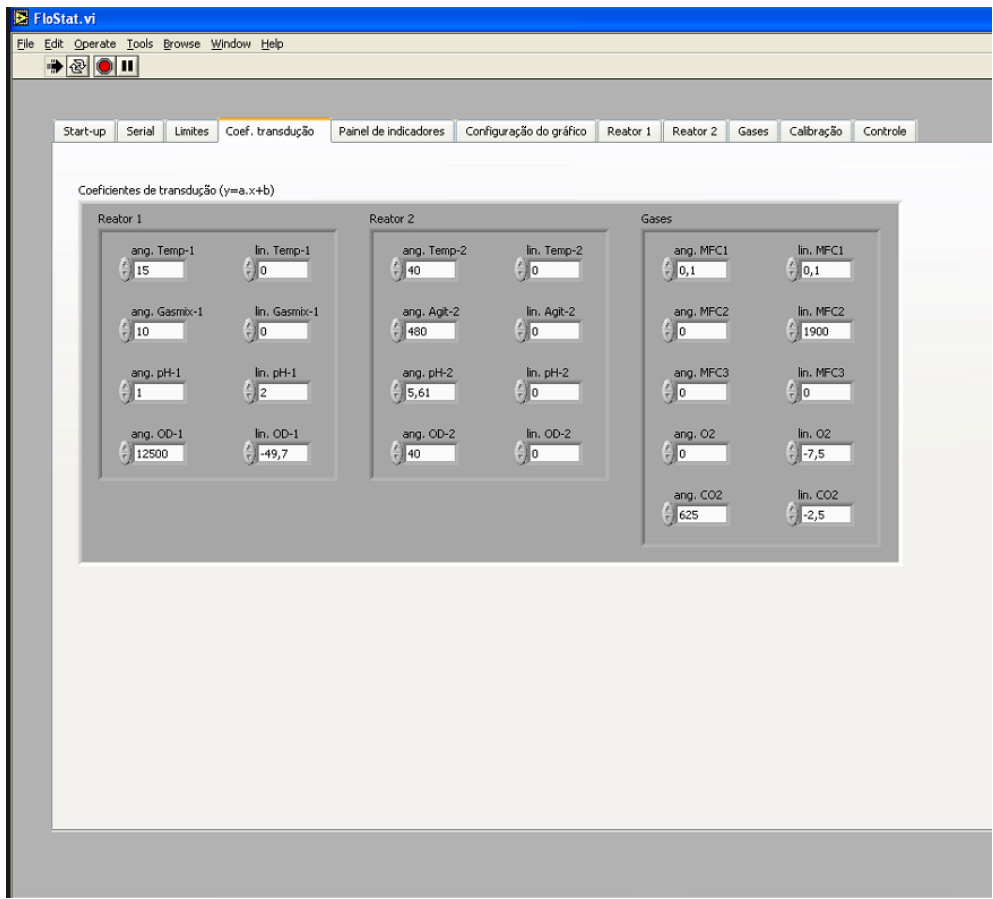 FloStat.vi
File Edit Operate Tools Browse Window Help
Start-up Serial Limites Coef. transdução Painel de indicadores Configuração do gráfico Reator 1 Reator 2 Gases Calibração Controle
Coeficientes de transdução (y=a.x+b)
Reator 1 Reator 2 Gases
ang. Temp-1 lin. Temp-1 ang. Temp-2 lin. Temp-2 ang. MFC1 lin. MFC1
15 0 40 0 0,1 0,1
ang. Gasmix-1 lin. Gasmix-1 ang. Agit-2 lin. Agit-2 ang. MFC2 lin. MFC2
10 0 480 0 0 1900
ang. pH-1 lin. pH-1 ang. pH-2 lin. pH-2 ang. MFC3 lin. MFC3
1 2 5,61 0 0 0
ang. OD-1 lin. OD-1 ang. OD-2 lin. OD-2 ang. O2 lin. O2
12500 -49,7 40 0 0 -7,5
ang. CO2 lin. CO2
625 -2,5